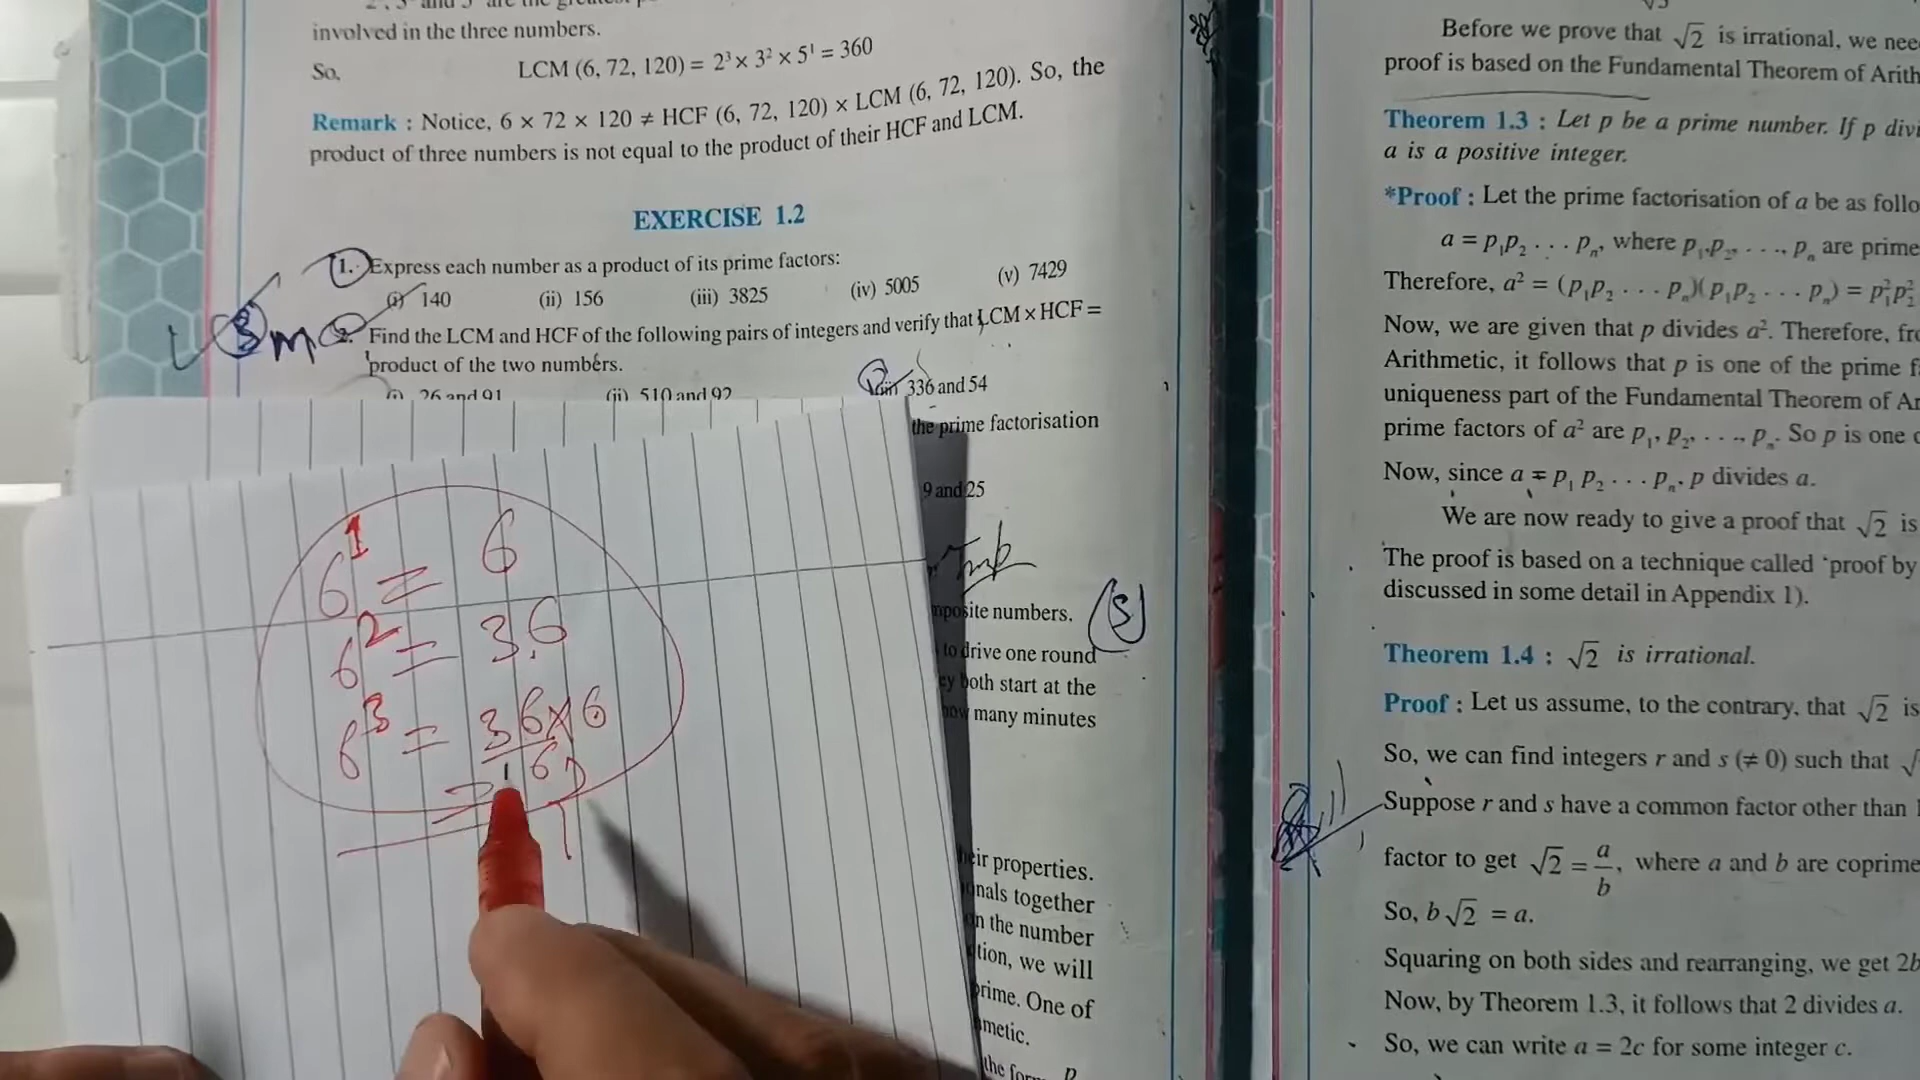 involved in the three numbers.
So,
LCM (6, 72, 120) = 2³ × 3² × 5¹ = 360
Remark : Notice, 6 × 72 × 120 ≠ HCF (6, 72, 120) × LCM (6, 72, 120). So, the
product of three numbers is not equal to the product of their HCF and LCM.
EXERCISE 1.2
1. Express each number as a product of its prime factors:
(i) 140 (ii) 156 (iii) 3825 (iv) 5005 (v) 7429
3 m
2. Find the LCM and HCF of the following pairs of integers and verify that LCM × HCF =
product of the two numbers.
(i) 26 and 91 (ii) 510 and 92 (iii) 336 and 54
the prime factorisation
9 and 25
Imp
composite numbers.
(5)
to drive one round
both start at the
how many minutes
their properties.
together
the number
we will
prime. One of
the form
6¹ = 6
6² = 36
6³ = 36×6
= 6
Before we prove that √2 is irrational, we
proof is based on the Fundamental Theorem of
Theorem 1.3 : Let p be a prime number. If p
a is a positive integer.
*Proof : Let the prime factorisation of a be as
a = p₁p₂ . . . pₙ, where p₁,p₂, . . ., pₙ are
Therefore, a² = (p₁p₂ . . . pₙ)(p₁p₂ . . . pₙ) = p₁²p₂²
Now, we are given that p divides a². Therefore,
Arithmetic, it follows that p is one of the prime
uniqueness part of the Fundamental Theorem of
prime factors of a² are p₁, p₂, . . ., pₙ. So p is one
Now, since a = p₁ p₂ . . . pₙ, p divides a.
We are now ready to give a proof that √2 is
The proof is based on a technique called ‘proof by
discussed in some detail in Appendix 1).
Theorem 1.4 : √2 is irrational.
Proof : Let us assume, to the contrary, that √2 is
So, we can find integers r and s (≠ 0) such that
Suppose r and s have a common factor other than
factor to get √2 = a/b, where a and b are coprime
So, b√2 = a.
Squaring on both sides and rearranging, we get
Now, by Theorem 1.3, it follows that 2 divides a.
So, we can write a = 2c for some integer c.